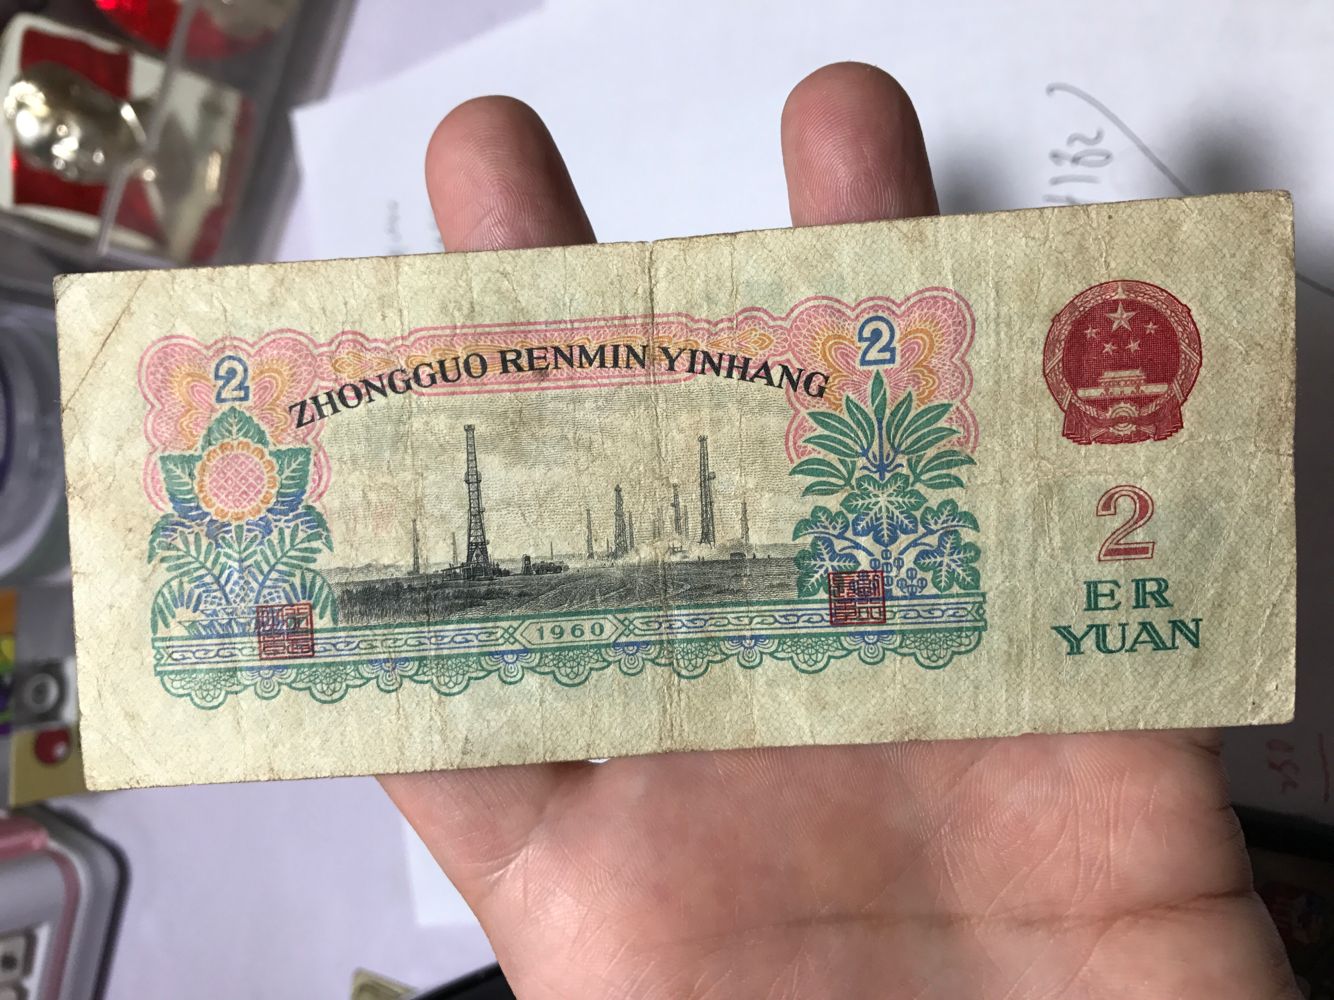 ZHONGGUO RENMIN YINHANG
2
2
2
ER
YUAN
1960